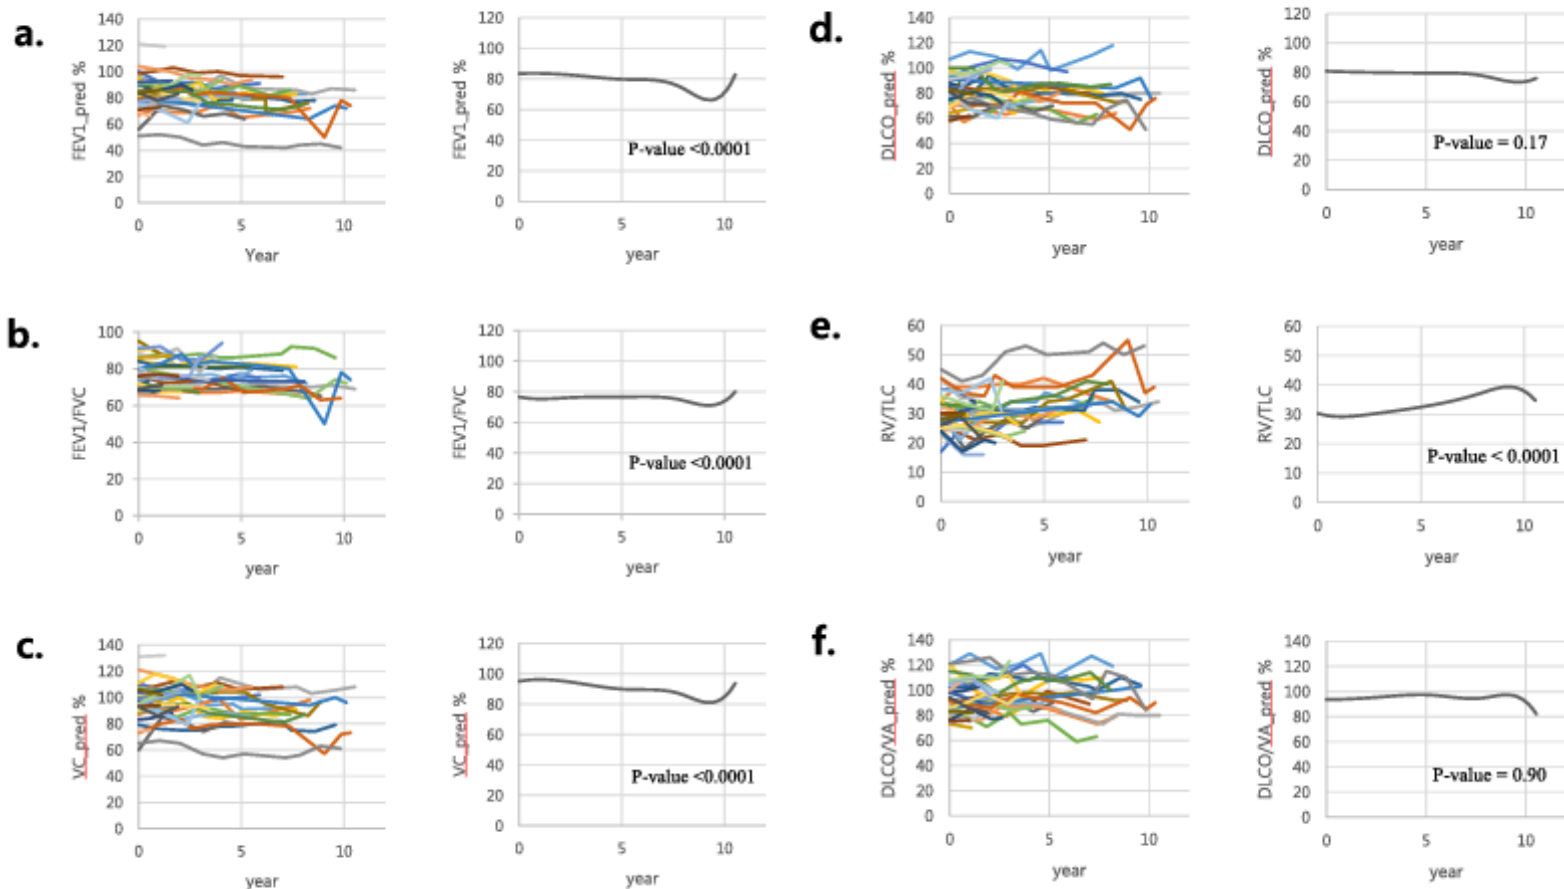 a.
FEV1_pred %
140
120
100
80
60
40
20
0
0 5 10
Year
FEV1_pred %
120
100
80
60
40
20
0
P-value <0.0001
0 5 10
year
b.
FEV1/FVC
100
80
60
40
20
0
0 5 10
year
FEV1/FVC
120
100
80
60
40
20
0
P-value <0.0001
0 5 10
year
c.
VC_pred %
140
120
100
80
60
40
20
0
0 5 10
year
VC_pred %
120
100
80
60
40
20
0
P-value <0.0001
0 5 10
year
d.
DLCO_pred %
140
120
100
80
60
40
20
0
0 5 10
year
DLCO_pred %
120
100
80
60
40
20
0
P-value = 0.17
0 5 10
year
e.
RV/TLC
60
50
40
30
20
10
0
0 5 10
year
RV/TLC
60
50
40
30
20
10
0
P-value < 0.0001
0 5 10
year
f.
DLCO/VA_pred %
140
120
100
80
60
40
20
0
0 5 10
year
DLCO/VA_pred %
140
120
100
80
60
40
20
0
P-value = 0.90
0 5 10
year